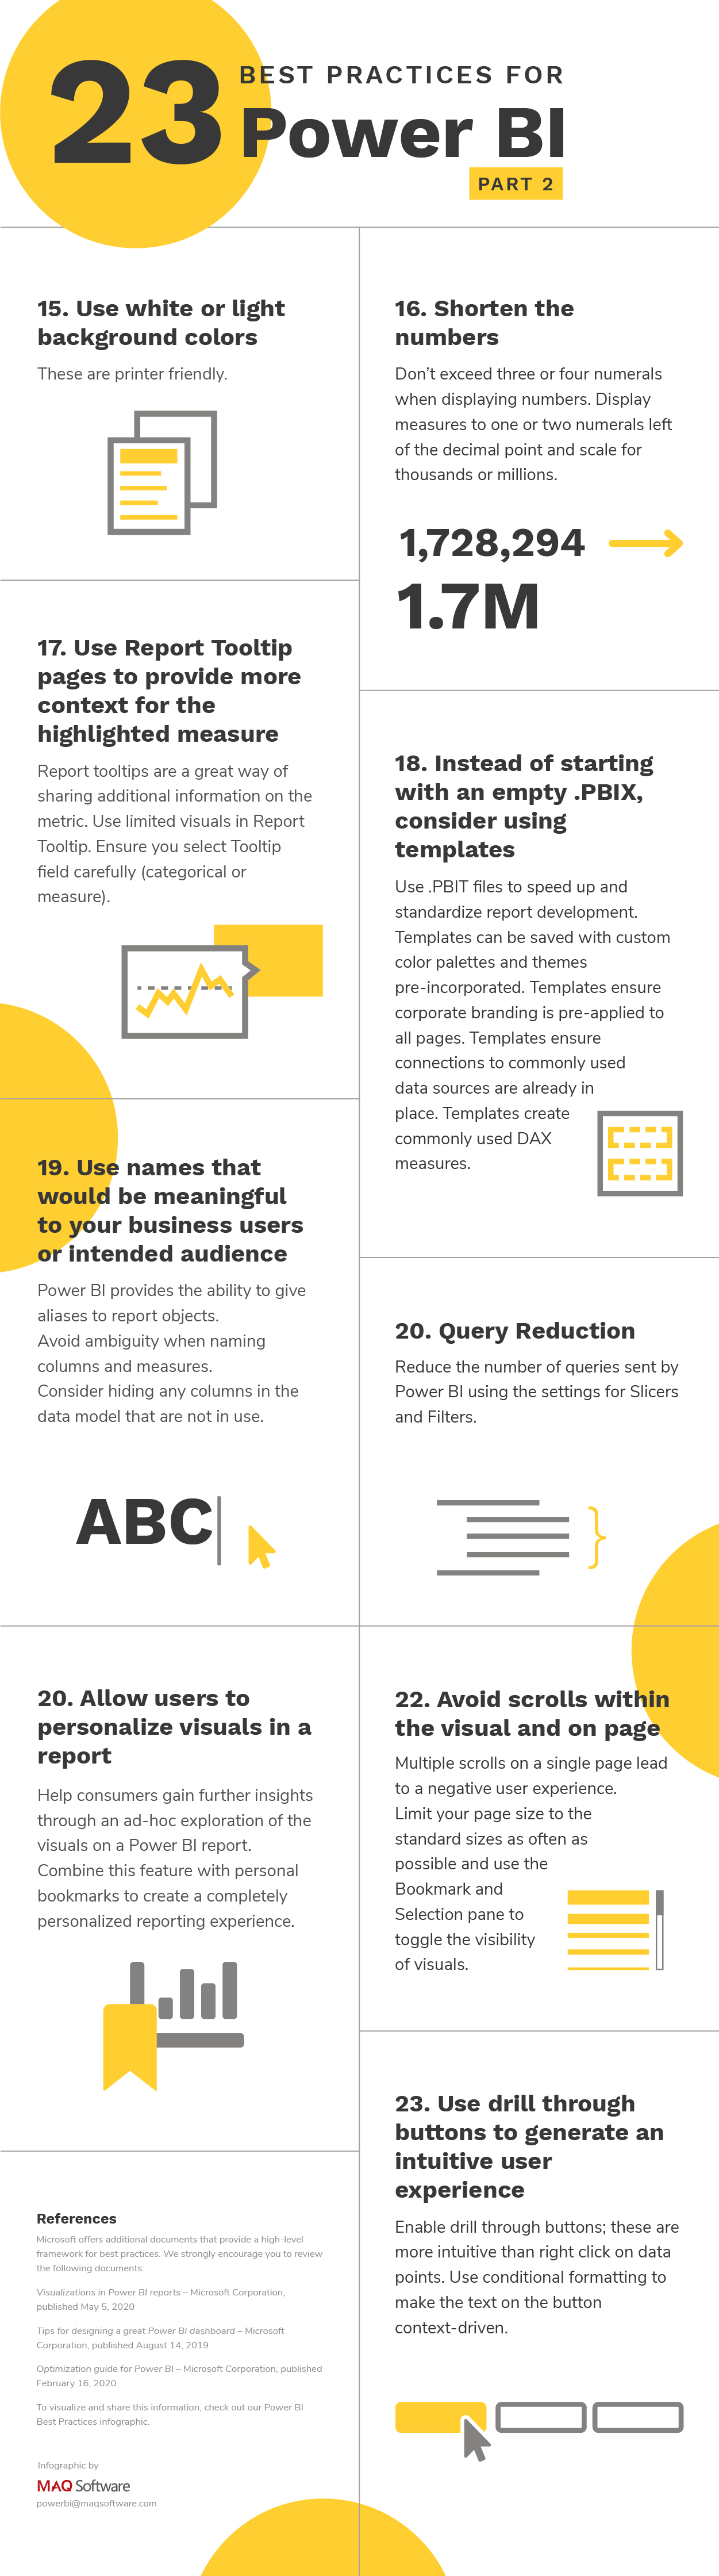 23
BEST PRACTICES FOR
Power BI
PART 2
15. Use white or light
background colors
These are printer friendly.
16. Shorten the
numbers
Don't exceed three or four numerals
when displaying numbers. Display
measures to one or two numerals left
of the decimal point and scale for
thousands or millions.
1,728,294
1.7M
17. Use Report Tooltip
pages to provide more
context for the
highlighted measure
Report tooltips are a great way of
sharing additional information on the
metric. Use limited visuals in Report
Tooltip. Ensure you select Tooltip
field carefully (categorical or
measure).
18. Instead of starting
with an empty .PBIX,
consider using
templates
Use .PBIT files to speed up and
standardize report development.
Templates can be saved with custom
color palettes and themes
pre-incorporated. Templates ensure
corporate branding is pre-applied to
all pages. Templates ensure
connections to commonly used
data sources are already in
place. Templates create
commonly used DAX
measures.
19. Use names that
would be meaningful
to your business users
or intended audience
Power BI provides the ability to give
aliases to report objects.
Avoid ambiguity when naming
columns and measures.
Consider hiding any columns in the
data model that are not in use.
ABC
20. Query Reduction
Reduce the number of queries sent by
Power BI using the settings for Slicers
and Filters.
20. Allow users to
personalize visuals in a
report
Help consumers gain further insights
through an ad-hoc exploration of the
visuals on a Power BI report.
Combine this feature with personal
bookmarks to create a completely
personalized reporting experience.
22. Avoid scrolls within
the visual and on page
Multiple scrolls on a single page lead
to a negative user experience.
Limit your page size to the
standard sizes as often as
possible and use the
Bookmark and
Selection pane to
toggle the visibility
of visuals.
23. Use drill through
buttons to generate an
intuitive user
experience
Enable drill through buttons; these are
more intuitive than right click on data
points. Use conditional formatting to
make the text on the button
context-driven.
References
Microsoft offers additional documents that provide a high-level
framework for best practices. We strongly encourage you to review
the following documents:
Visualizations in Power BI reports – Microsoft Corporation,
published May 5, 2020
Tips for designing a great Power BI dashboard – Microsoft
Corporation, published August 14, 2019
Optimization guide for Power BI – Microsoft Corporation, published
February 16, 2020
To visualize and share this information, check out our Power BI
Best Practices infographic.
Infographic by
MAQ Software
powerbi@maqsoftware.com